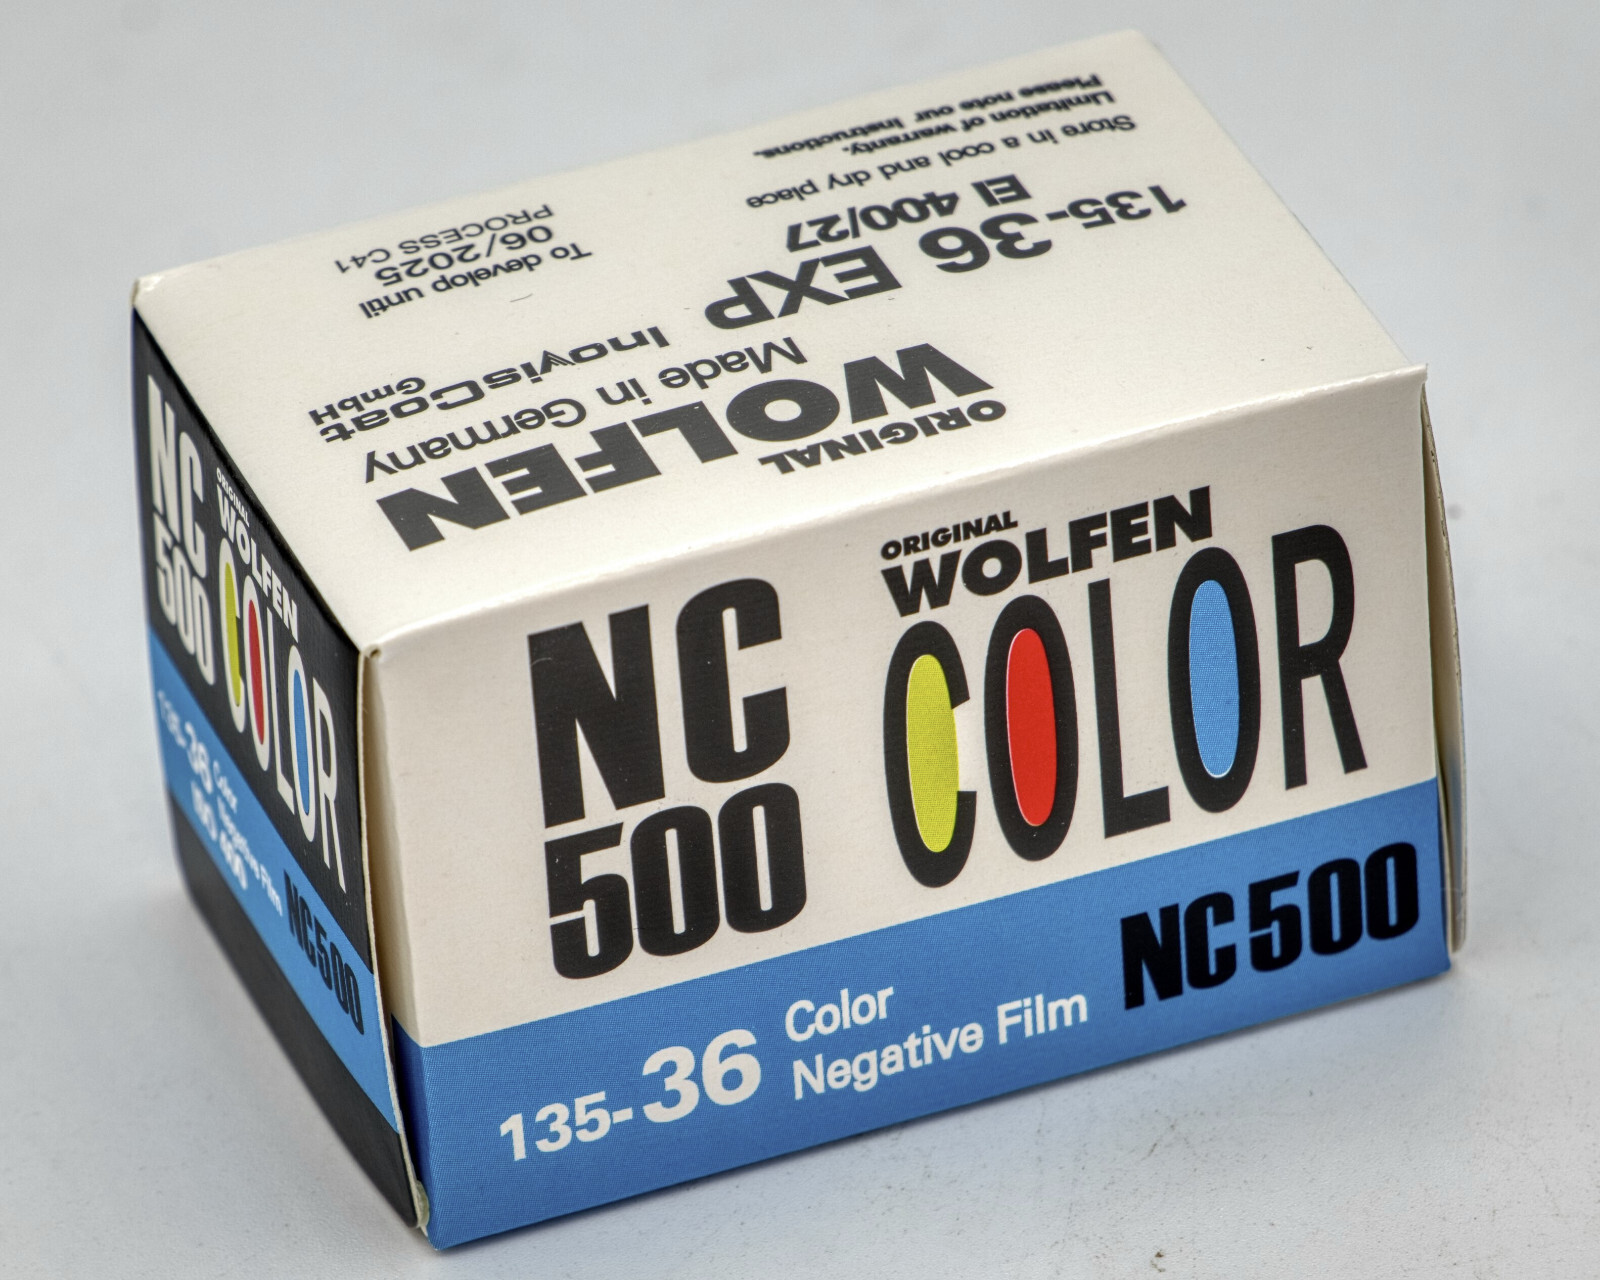 Please note our instructions.
Limitation of warranty.
Store in a cool and dry place
EI 400/27
135-36 EXP
PROCESS C41
06/2025
To develop until
InovisCoat
GmbH
Made in Germany
ORIGINAL
WOLFEN
NC
500
ORIGINAL
WOLFEN
COLOR
135-36 Color
Negative Film
NC500
NC
500
ORIGINAL
WOLFEN
COLOR
135-36
Color
Negative Film
ISO 400
NC500